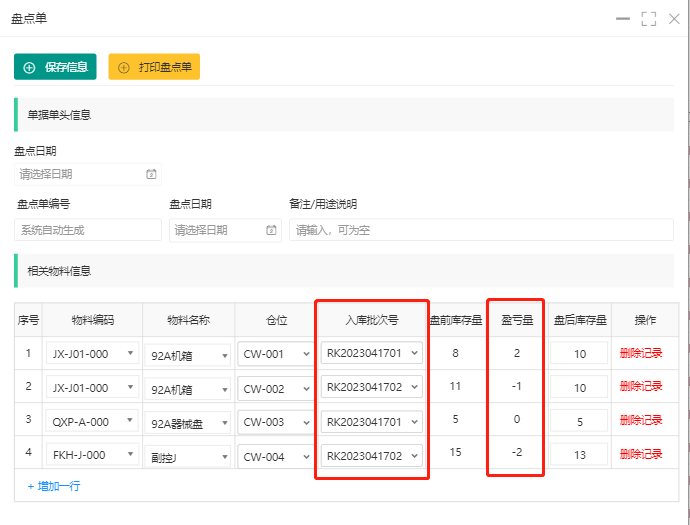 盘点单
保存信息 打印盘点单
单据单头信息
盘点日期
请选择日期
盘点单编号 盘点日期 备注/用途说明
系统自动生成 请选择日期 请输入，可为空
相关物料信息
序号 物料编码 物料名称 仓位 入库批次号 盘前库存量 盈亏量 盘后库存量 操作
1 JX-J01-000 92A机箱 CW-001 RK2023041701 8 2 10 删除记录
2 JX-J01-000 92A机箱 CW-002 RK2023041702 11 -1 10 删除记录
3 QXP-A-000 92A器械盘 CW-003 RK2023041701 5 0 5 删除记录
4 FKH-J-000 副控J CW-004 RK2023041702 15 -2 13 删除记录
+ 增加一行